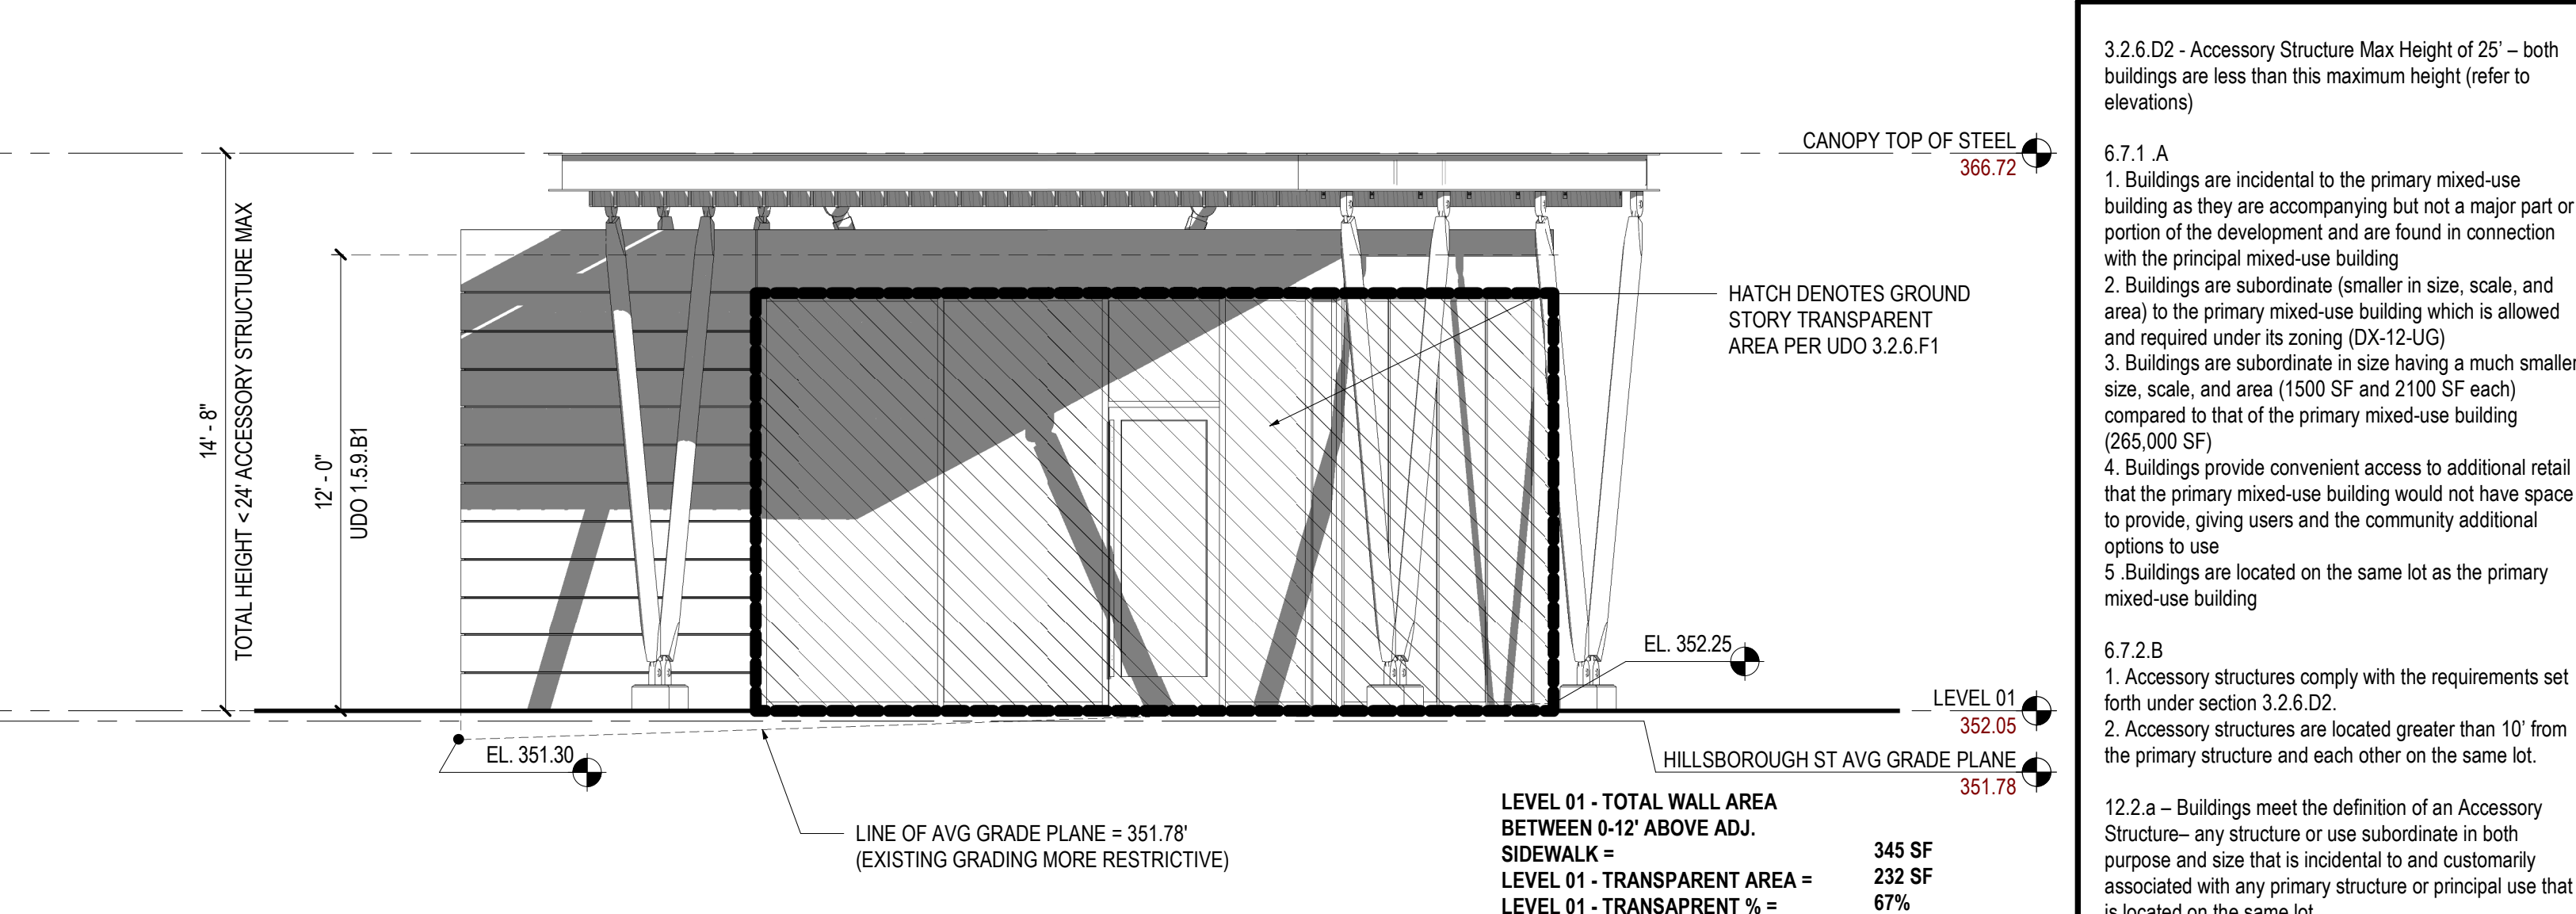 14' - 8"
TOTAL HEIGHT < 24' ACCESSORY STRUCTURE MAX
12' - 0"
UDO 1.5.9.B1
CANOPY TOP OF STEEL
366.72
HATCH DENOTES GROUND
STORY TRANSPARENT
AREA PER UDO 3.2.6.F1
EL. 352.25
LEVEL 01
352.05
EL. 351.30
HILLSBOROUGH ST AVG GRADE PLANE
351.78
LINE OF AVG GRADE PLANE = 351.78'
(EXISTING GRADING MORE RESTRICTIVE)
LEVEL 01 - TOTAL WALL AREA
BETWEEN 0-12' ABOVE ADJ.
SIDEWALK = 345 SF
LEVEL 01 - TRANSPARENT AREA = 232 SF
LEVEL 01 - TRANSAPRENT % = 67%
3.2.6.D2 - Accessory Structure Max Height of 25' – both
buildings are less than this maximum height (refer to
elevations)
6.7.1 .A
1. Buildings are incidental to the primary mixed-use
building as they are accompanying but not a major part or
portion of the development and are found in connection
with the principal mixed-use building
2. Buildings are subordinate (smaller in size, scale, and
area) to the primary mixed-use building which is allowed
and required under its zoning (DX-12-UG)
3. Buildings are subordinate in size having a much smaller
size, scale, and area (1500 SF and 2100 SF each)
compared to that of the primary mixed-use building
(265,000 SF)
4. Buildings provide convenient access to additional retail
that the primary mixed-use building would not have space
to provide, giving users and the community additional
options to use
5 .Buildings are located on the same lot as the primary
mixed-use building
6.7.2.B
1. Accessory structures comply with the requirements set
forth under section 3.2.6.D2.
2. Accessory structures are located greater than 10' from
the primary structure and each other on the same lot.
12.2.a – Buildings meet the definition of an Accessory
Structure– any structure or use subordinate in both
purpose and size that is incidental to and customarily
associated with any primary structure or principal use that
is located on the same lot